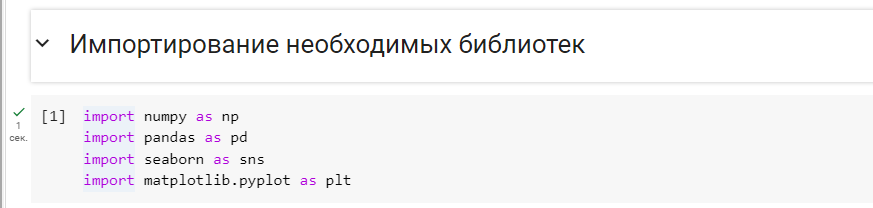 Импортирование необходимых библиотек
[1] import numpy as np
1 import pandas as pd
сек. import seaborn as sns
import matplotlib.pyplot as plt